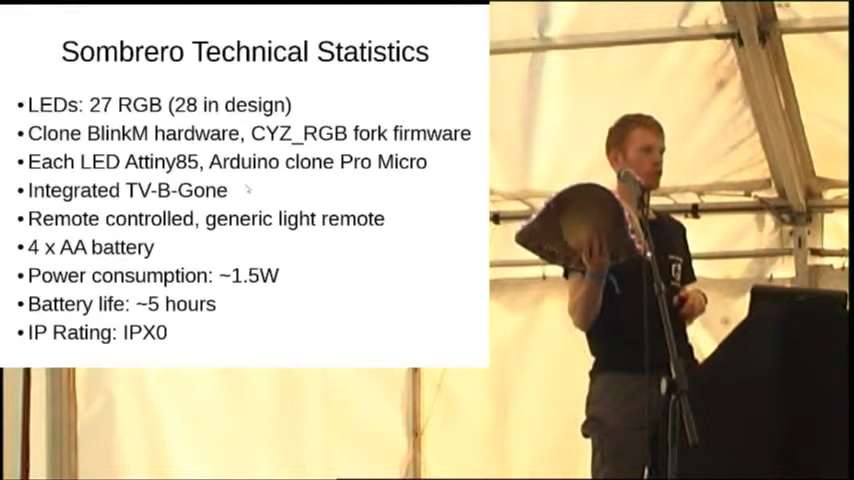 Sombrero Technical Statistics
•LEDs: 27 RGB (28 in design)
•Clone BlinkM hardware, CYZ_RGB fork firmware
•Each LED Attiny85, Arduino clone Pro Micro
•Integrated TV-B-Gone
•Remote controlled, generic light remote
•4 x AA battery
•Power consumption: ~1.5W
•Battery life: ~5 hours
•IP Rating: IPX0